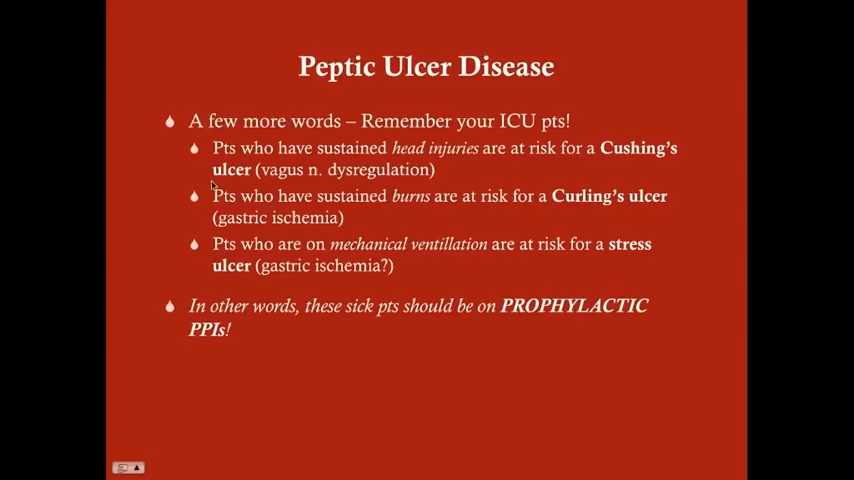 Peptic Ulcer Disease
A few more words – Remember your ICU pts!
Pts who have sustained head injuries are at risk for a Cushing's
ulcer (vagus n. dysregulation)
Pts who have sustained burns are at risk for a Curling's ulcer
(gastric ischemia)
Pts who are on mechanical ventillation are at risk for a stress
ulcer (gastric ischemia?)
In other words, these sick pts should be on PROPHYLACTIC
PPIs!